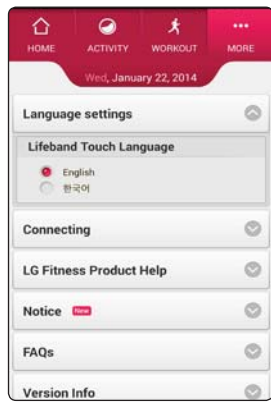 HOME ACTIVITY WORKOUT MORE
Wed, January 22, 2014
Language settings
Lifeband Touch Language
English
한국어
Connecting
LG Fitness Product Help
Notice New
FAQs
Version Info